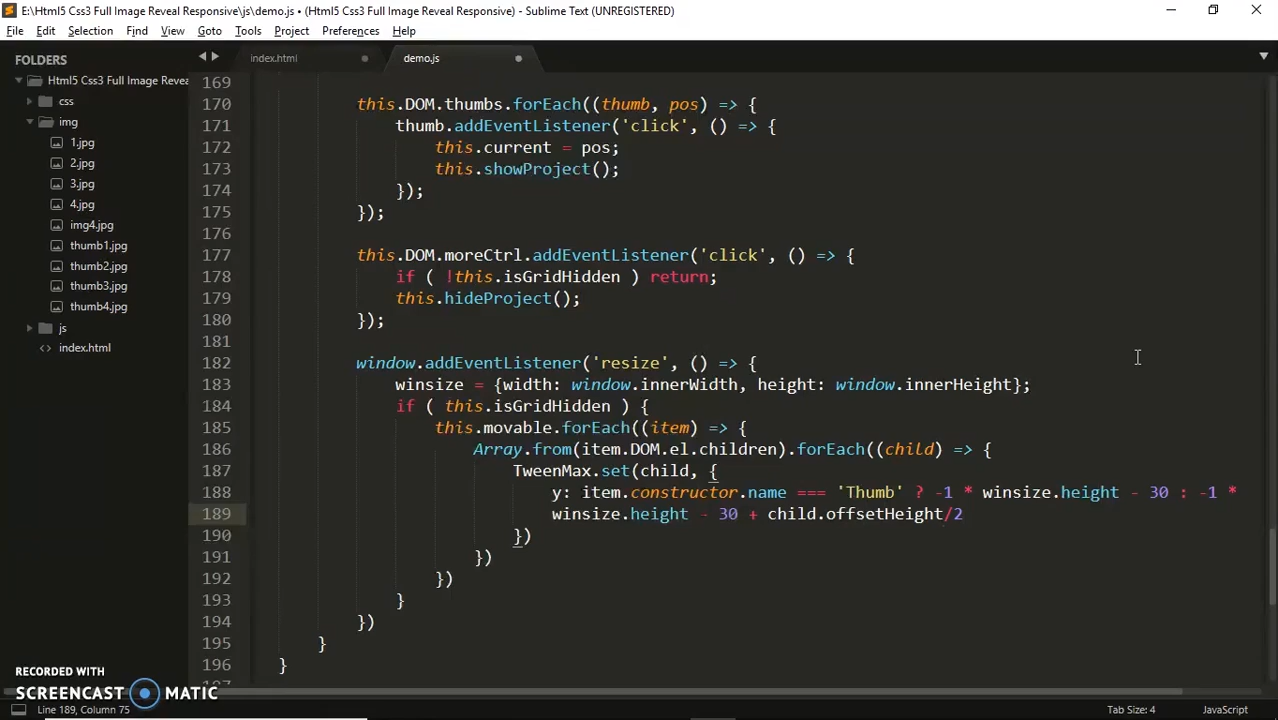 E:\Html5 Css3 Full Image Reveal Responsive\js\demo.js • (Html5 Css3 Full Image Reveal Responsive) - Sublime Text (UNREGISTERED)
File Edit Selection Find View Goto Tools Project Preferences Help
FOLDERS
Html5 Css3 Full Image Revea
css
img
1.jpg
2.jpg
3.jpg
4.jpg
img4.jpg
thumb1.jpg
thumb2.jpg
thumb3.jpg
thumb4.jpg
js
index.html
index.html demo.js
169
170 this.DOM.thumbs.forEach((thumb, pos) => {
171 thumb.addEventListener('click', () => {
172 this.current = pos;
173 this.showProject();
174 });
175 });
176
177 this.DOM.moreCtrl.addEventListener('click', () => {
178 if ( !this.isGridHidden ) return;
179 this.hideProject();
180 });
181
182 window.addEventListener('resize', () => {
183 winsize = {width: window.innerWidth, height: window.innerHeight};
184 if ( this.isGridHidden ) {
185 this.movable.forEach((item) => {
186 Array.from(item.DOM.el.children).forEach((child) => {
187 TweenMax.set(child, {
188 y: item.constructor.name === 'Thumb' ? -1 * winsize.height - 30 : -1 *
189 winsize.height - 30 + child.offsetHeight/2
190 })
191 })
192 })
193 }
194 })
195 }
196 }
RECORDED WITH
SCREENCAST MATIC
Line 189, Column 75
Tab Size: 4
JavaScript